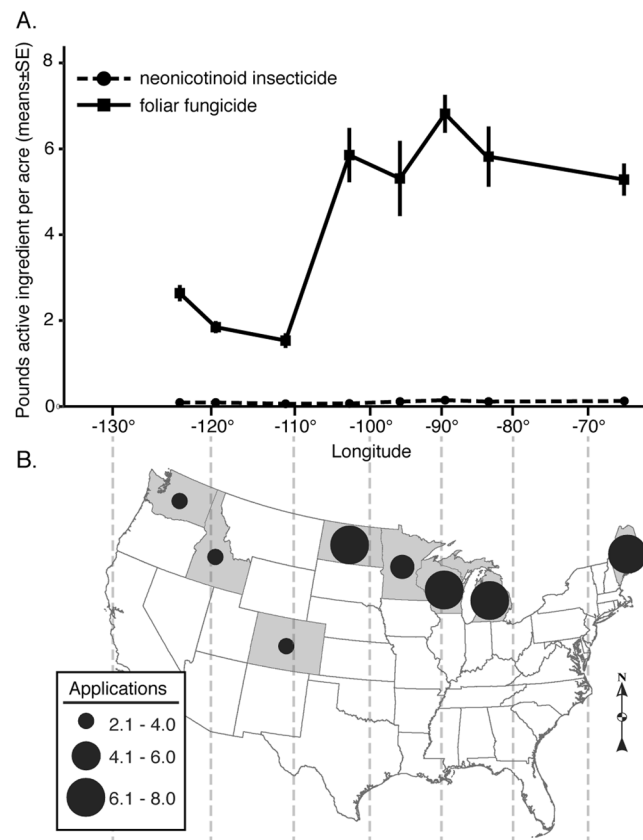 A.
Pounds active ingredient per acre (means±SE)
8
6
4
2
0
neonicotinoid insecticide
foliar fungicide
-130° -120° -110° -100° -90° -80° -70°
Longitude
B.
Applications
2.1 - 4.0
4.1 - 6.0
6.1 - 8.0
N